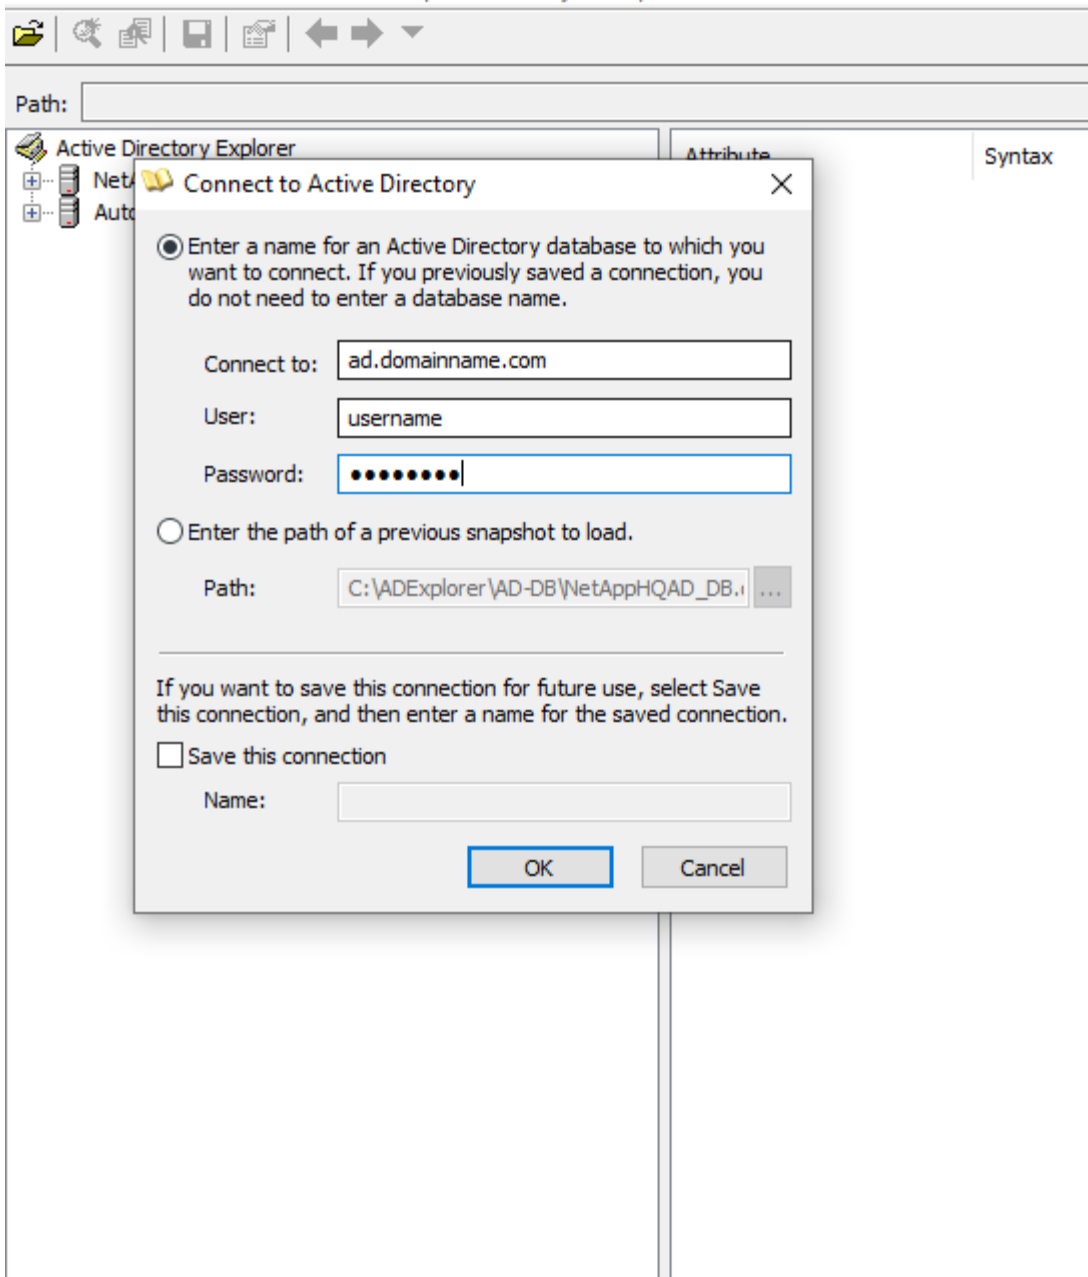 Path:
Active Directory Explorer
Attribute
Syntax
Connect to Active Directory
Enter a name for an Active Directory database to which you
want to connect. If you previously saved a connection, you
do not need to enter a database name.
Connect to: ad.domainname.com
User: username
Password: ••••••••
Enter the path of a previous snapshot to load.
Path: C:\ADExplorer\AD-DB\NetAppHQAD_DB. ...
If you want to save this connection for future use, select Save
this connection, and then enter a name for the saved connection.
Save this connection
Name:
OK Cancel